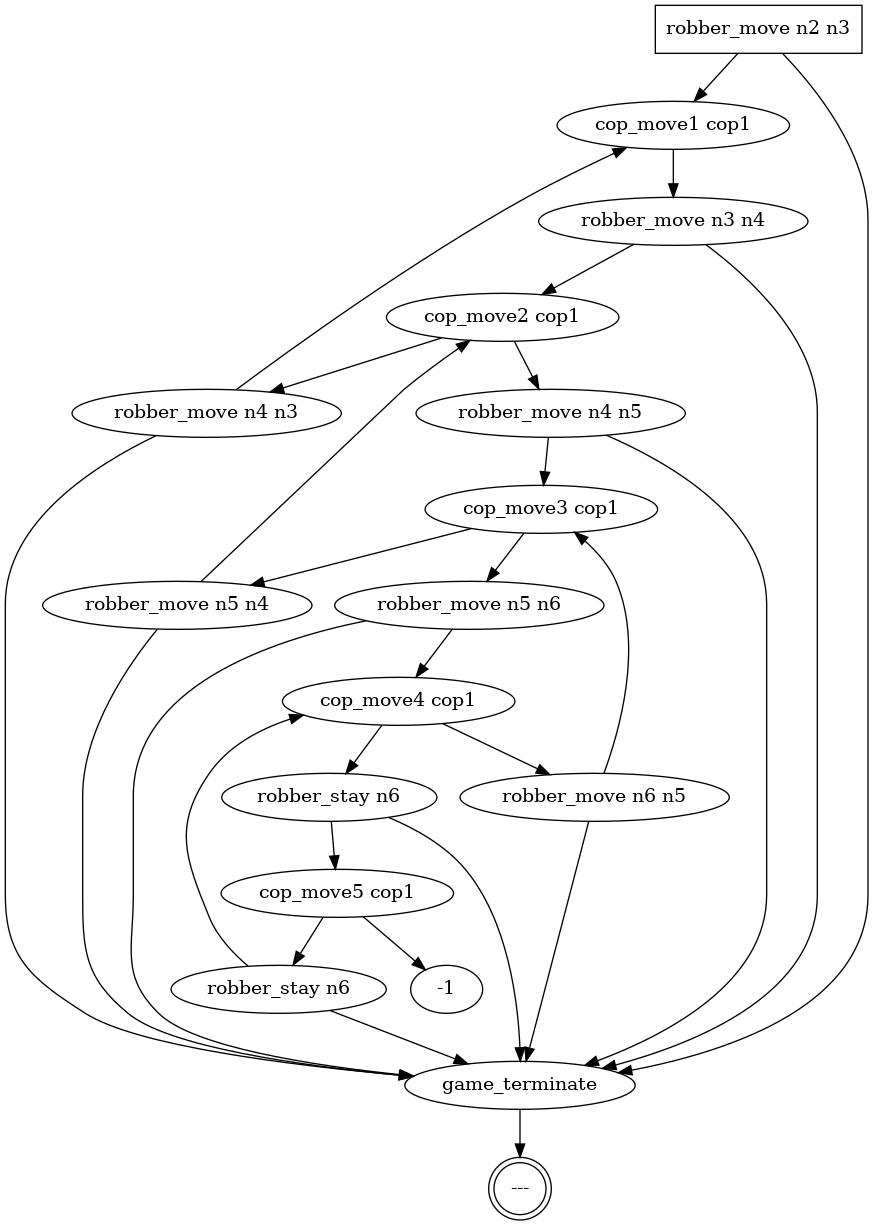 robber_move n2 n3
cop_move1 cop1
robber_move n3 n4
cop_move2 cop1
robber_move n4 n3
robber_move n4 n5
cop_move3 cop1
robber_move n5 n4
robber_move n5 n6
cop_move4 cop1
robber_stay n6
robber_move n6 n5
cop_move5 cop1
robber_stay n6
-1
game_terminate
---